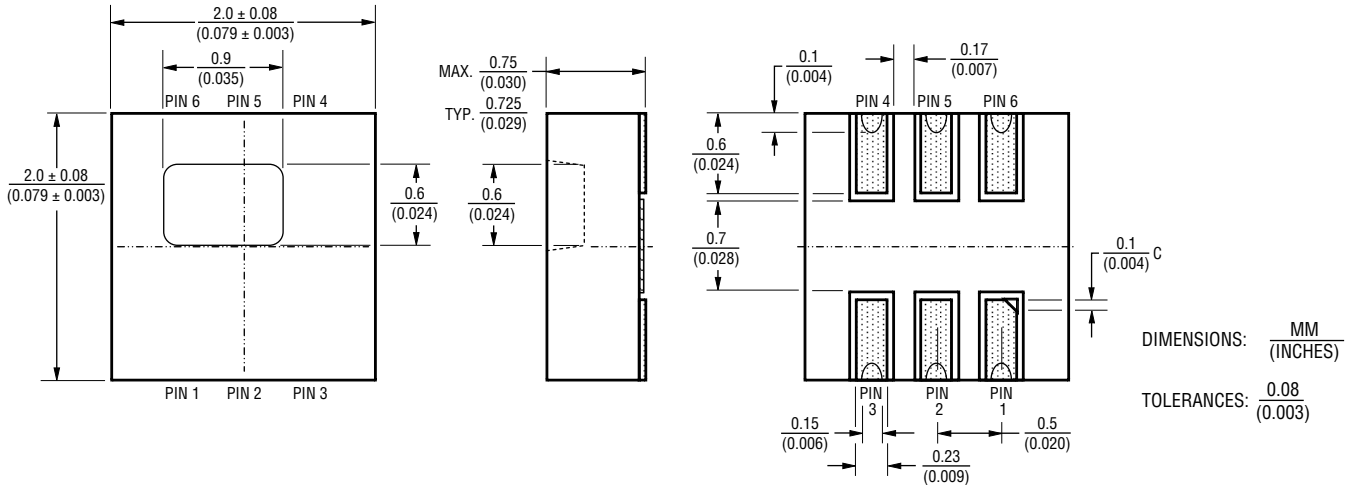 2.0 ± 0.08
(0.079 ± 0.003)
0.9
(0.035)
PIN 6 PIN 5 PIN 4
2.0 ± 0.08
(0.079 ± 0.003)
0.6
(0.024)
PIN 1 PIN 2 PIN 3
MAX. 0.75
(0.030)
TYP. 0.725
(0.029)
0.6
(0.024)
0.1
(0.004)
0.17
(0.007)
PIN 4 PIN 5 PIN 6
0.6
(0.024)
0.7
(0.028)
0.1
(0.004) C
PIN
3
PIN
2
PIN
1
0.15
(0.006)
0.23
(0.009)
0.5
(0.020)
DIMENSIONS: MM
(INCHES)
TOLERANCES: 0.08
(0.003)